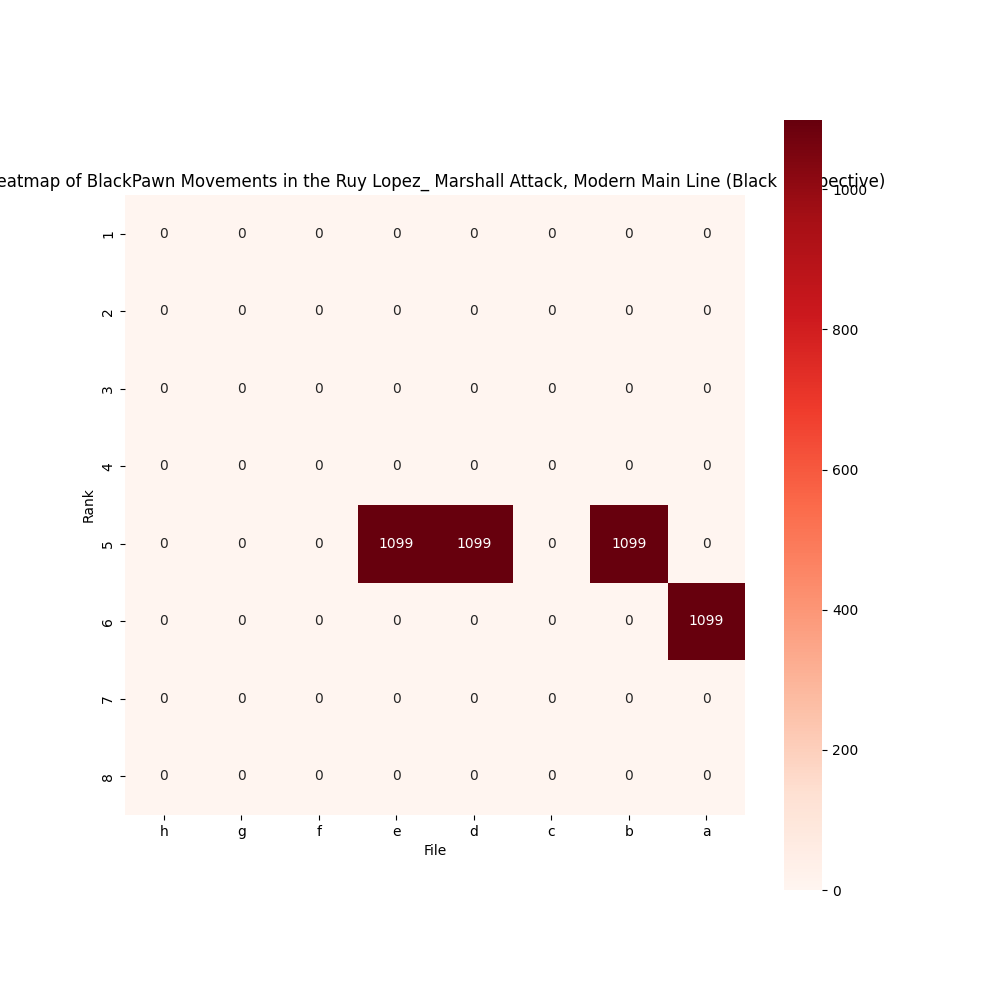 eatmap of BlackPawn Movements in the Ruy Lopez_ Marshall Attack, Modern Main Line (Black pective)
1000
1 0 0 0 0 0 0 0 0
2 0 0 0 0 0 0 0 0
800
3 0 0 0 0 0 0 0 0
4 0 0 0 0 0 0 0 0
600
Rank
5 0 0 0 1099 1099 0 1099 0
400
6 0 0 0 0 0 0 0 1099
7 0 0 0 0 0 0 0 0
200
8 0 0 0 0 0 0 0 0
h g f e d c b a
File
0